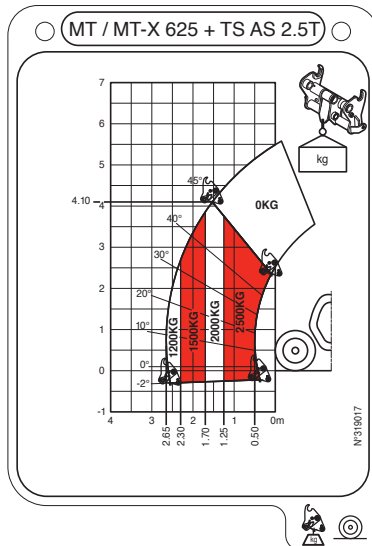 MT / MT-X 625 + TS AS 2.5T
7
6
5
4.10
4
3
2
1
0
-1
45°
40°
30°
20°
10°
0°
-2°
0KG
1200KG
1500KG
2000KG
2500KG
kg
4
3
2
1
0m
2.65
2.30
1.70
1.25
0.50
N°319017
kg